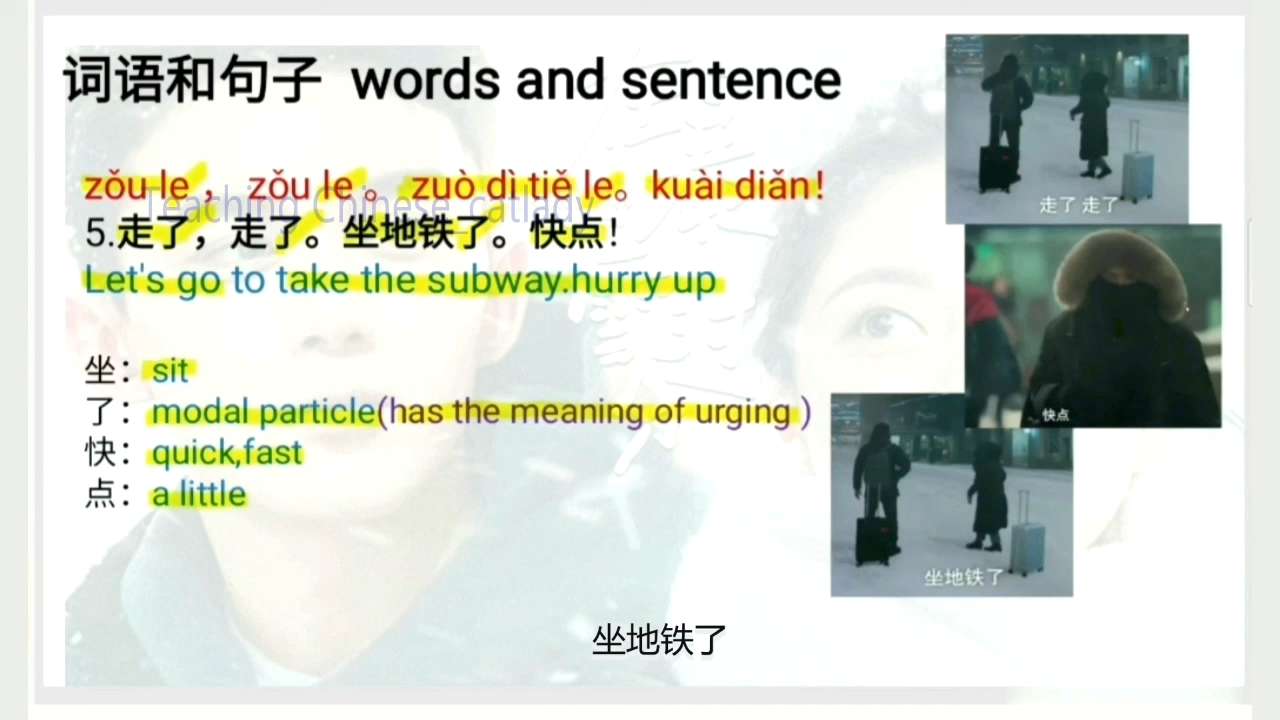 词语和句子 words and sentence
zǒu le， zǒu le。 zuò dì tiě le。kuài diǎn！
Teaching Chinese_catlady
5.走了，走了。坐地铁了。快点！
Let's go to take the subway.hurry up
坐：sit
了：modal particle(has the meaning of urging )
快：quick,fast
点：a little
走了 走了
快点
坐地铁了
坐地铁了